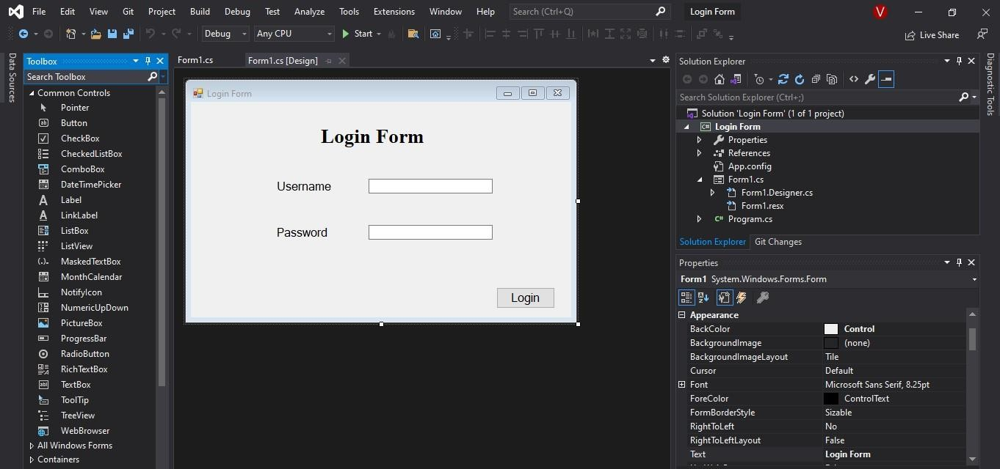 File Edit View Git Project Build Debug Test Analyze Tools Extensions Window Help Search (Ctrl+Q) Login Form V
Debug Any CPU Start Live Share
Data Sources
Toolbox
Search Toolbox
Common Controls
Pointer
Button
CheckBox
CheckedListBox
ComboBox
DateTimePicker
Label
LinkLabel
ListBox
ListView
MaskedTextBox
MonthCalendar
NotifyIcon
NumericUpDown
PictureBox
ProgressBar
RadioButton
RichTextBox
TextBox
ToolTip
TreeView
WebBrowser
All Windows Forms
Containers
Form1.cs Form1.cs [Design]
Login Form
Login Form
Username
Password
Login
Solution Explorer
Search Solution Explorer (Ctrl+;)
Solution 'Login Form' (1 of 1 project)
C# Login Form
Properties
References
App.config
Form1.cs
Form1.Designer.cs
Form1.resx
C# Program.cs
Solution Explorer Git Changes
Properties
Form1 System.Windows.Forms.Form
Appearance
BackColor Control
BackgroundImage (none)
BackgroundImageLayout Tile
Cursor Default
Font Microsoft Sans Serif, 8.25pt
ForeColor ControlText
FormBorderStyle Sizable
RightToLeft No
RightToLeftLayout False
Text Login Form
Diagnostic Tools